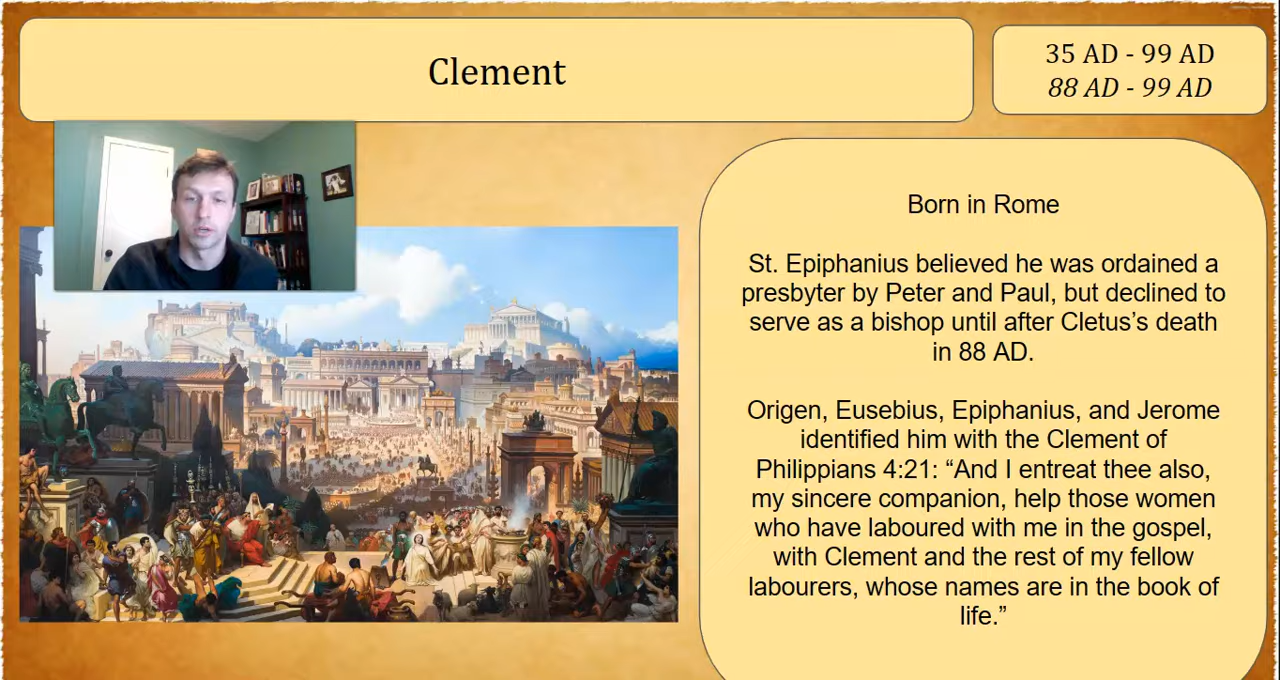 Clement
35 AD - 99 AD
88 AD - 99 AD
Born in Rome
St. Epiphanius believed he was ordained a
presbyter by Peter and Paul, but declined to
serve as a bishop until after Cletus’s death
in 88 AD.
Origen, Eusebius, Epiphanius, and Jerome
identified him with the Clement of
Philippians 4:21: “And I entreat thee also,
my sincere companion, help those women
who have laboured with me in the gospel,
with Clement and the rest of my fellow
labourers, whose names are in the book of
life.”